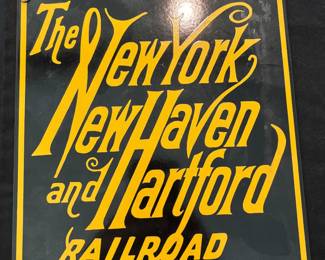 The New York
New Haven
and Hartford
RAILROAD